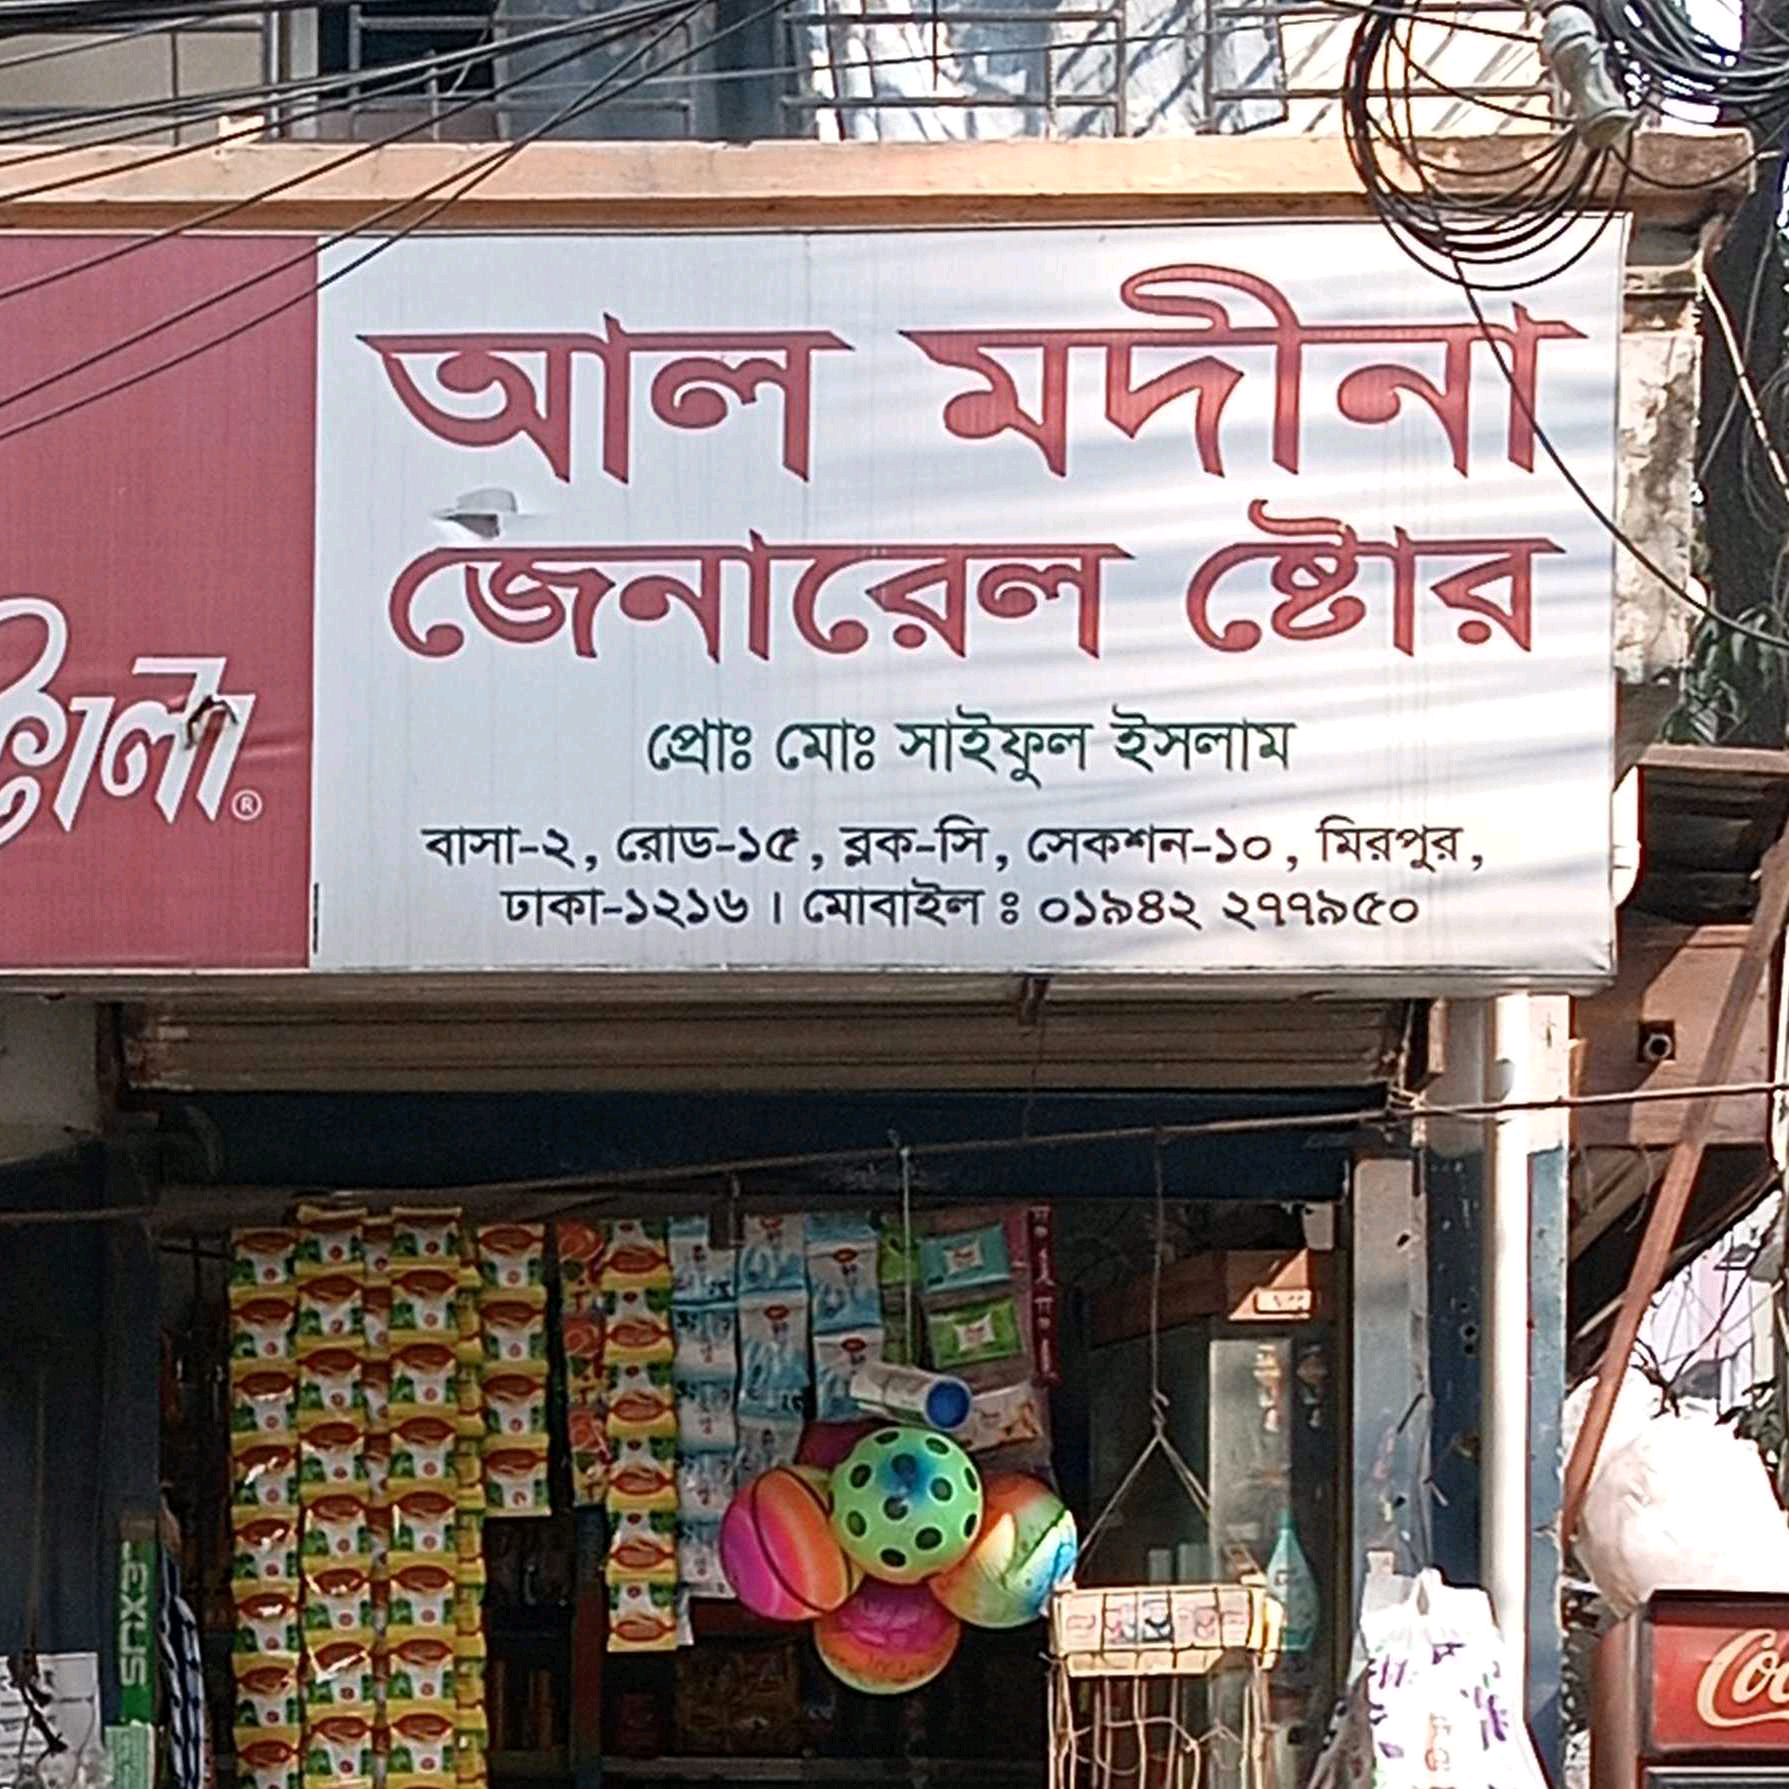 আল মদীনা
জেনারেল ষ্টোর
প্রোঃ মোঃ সাইফুল ইসলাম
বাসা-২, রোড-১৫, ব্লক-সি, সেকশন-১০, মিরপুর,
ঢাকা-১২১৬। মোবাইল ঃ ০১৯৪২ ২৭৭৯৫০